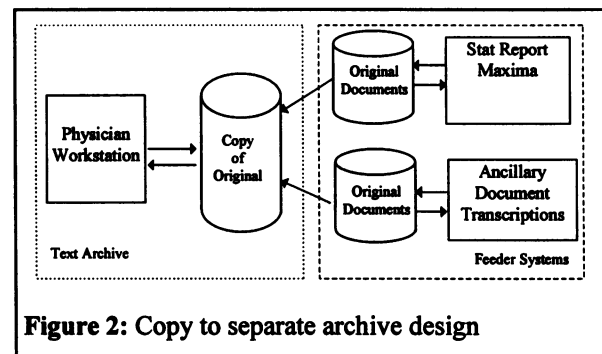 Physician
Workstation
Copy
of
Original
Text Archive
Original
Documents
Stat Report
Maxima
Original
Documents
Ancillary
Document
Transcriptions
Feeder Systems
Figure 2: Copy to separate archive design